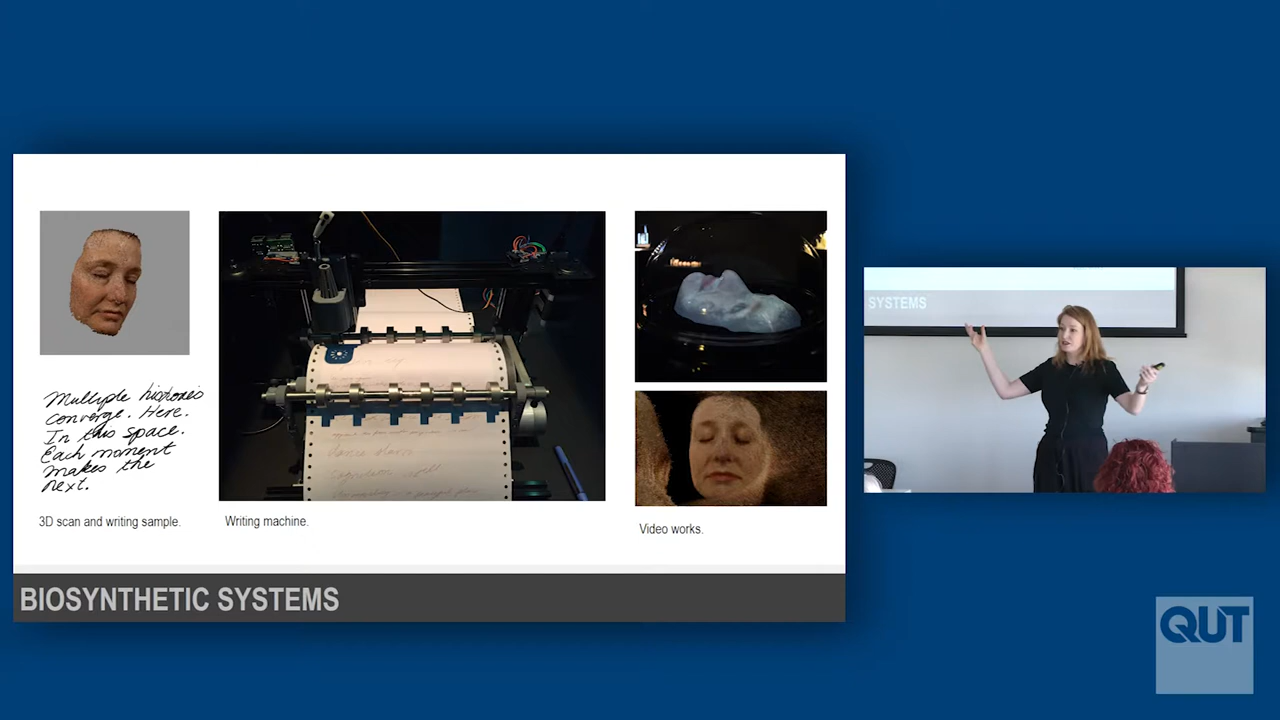 Multiple histories
converge. Here.
In this space.
Each moment
makes the
next.
3D scan and writing sample.
Writing machine.
Video works.
BIOSYNTHETIC SYSTEMS
SYSTEMS
QUT